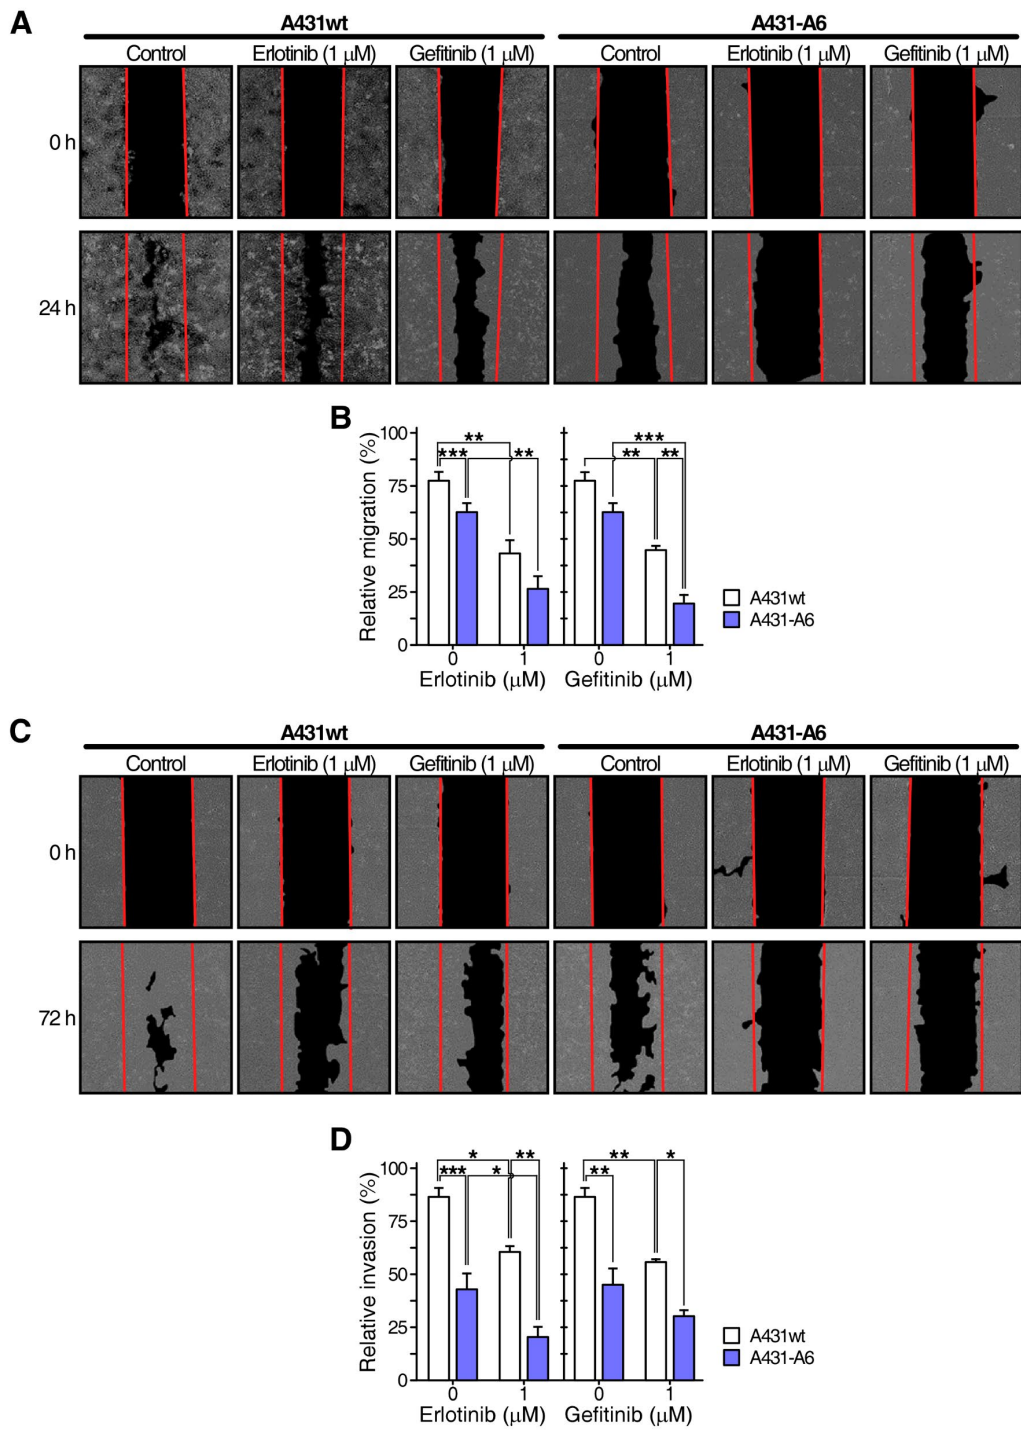 A
A431wt
A431-A6
Control
Erlotinib (1 μM)
Gefitinib (1 μM)
Control
Erlotinib (1 μM)
Gefitinib (1 μM)
0 h
24 h
B
Relative migration (%)
100
75
50
25
0
** 
*** **
***
** **
0 1
Erlotinib (μM)
0 1
Gefitinib (μM)
A431wt
A431-A6
C
A431wt
A431-A6
Control
Erlotinib (1 μM)
Gefitinib (1 μM)
Control
Erlotinib (1 μM)
Gefitinib (1 μM)
0 h
72 h
D
Relative invasion (%)
100
75
50
25
0
* **
*** *
** *
**
0 1
Erlotinib (μM)
0 1
Gefitinib (μM)
A431wt
A431-A6